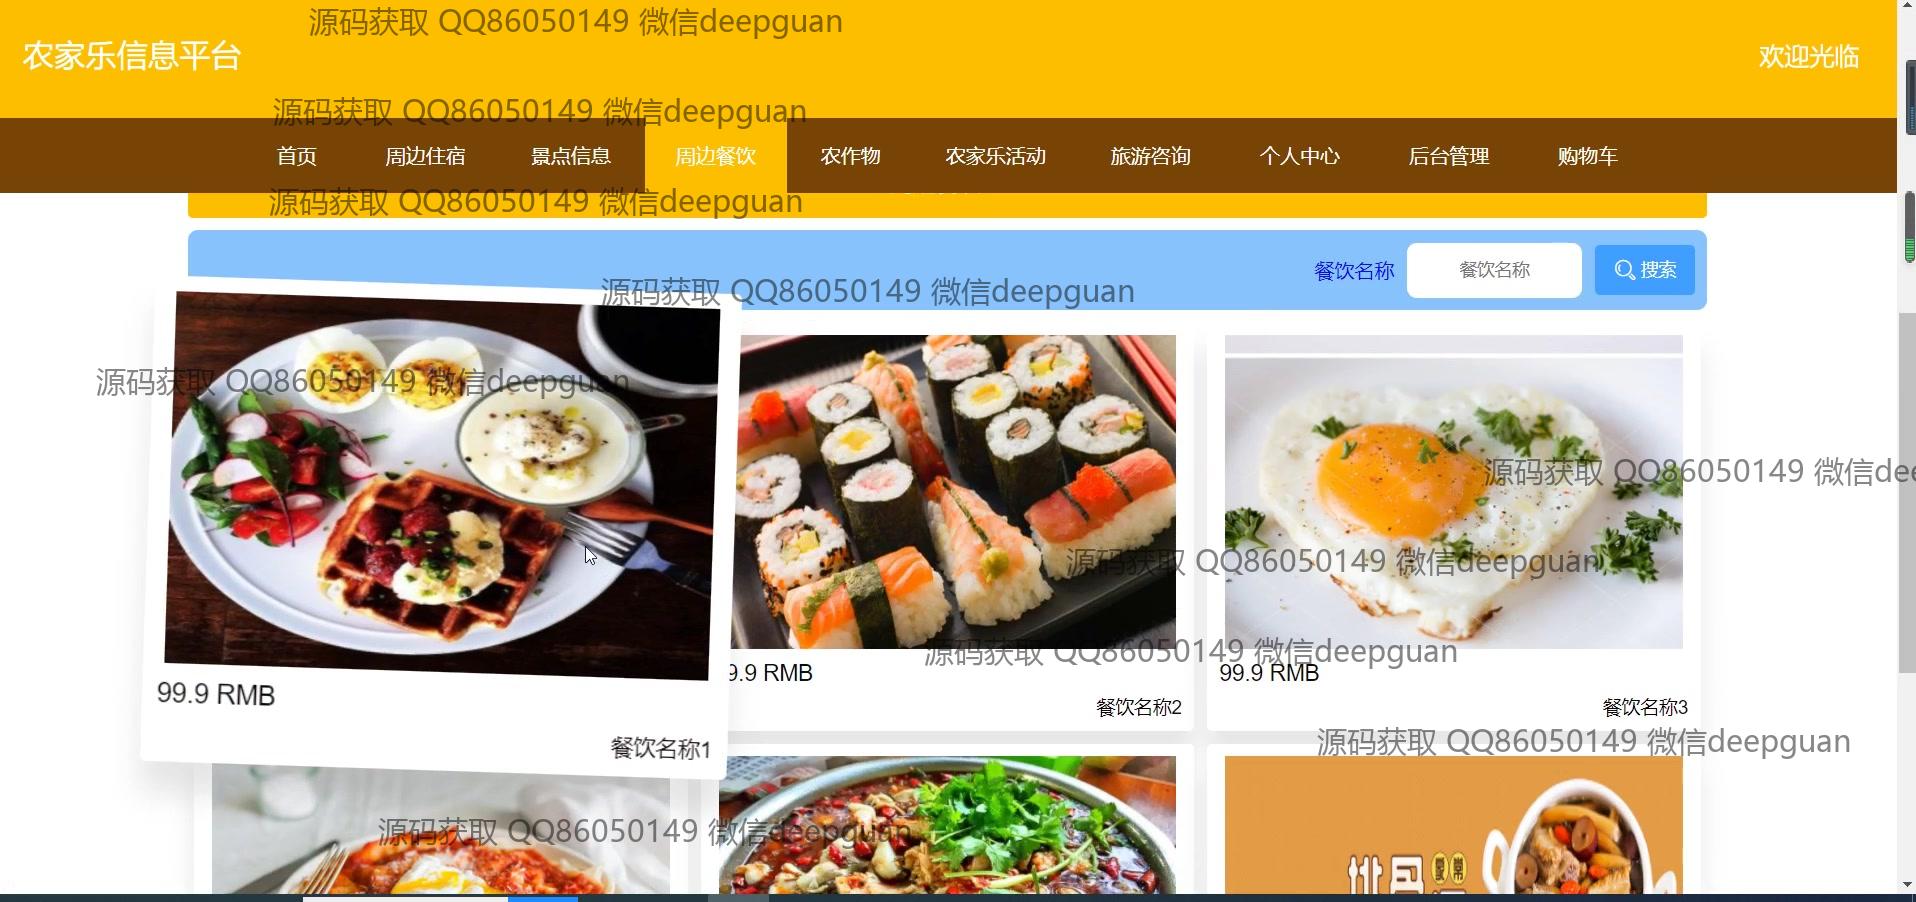 源码获取 QQ86050149 微信deepguan
农家乐信息平台
欢迎光临
源码获取 QQ86050149 微信deepguan
首页 周边住宿 景点信息 周边餐饮 农作物 农家乐活动 旅游咨询 个人中心 后台管理 购物车
源码获取 QQ86050149 微信deepguan
餐饮名称 餐饮名称 搜索
源码获取 QQ86050149 微信deepguan
源码获取 QQ86050149 微信deepguan
源码获取 QQ86050149 微信dee
源码获取 QQ86050149 微信deepguan
源码获取 QQ86050149 微信deepguan
99.9 RMB
餐饮名称1
9.9 RMB
餐饮名称2
99.9 RMB
餐饮名称3
源码获取 QQ86050149 微信deepguan
源码获取 QQ86050149 微信deepguan
家常